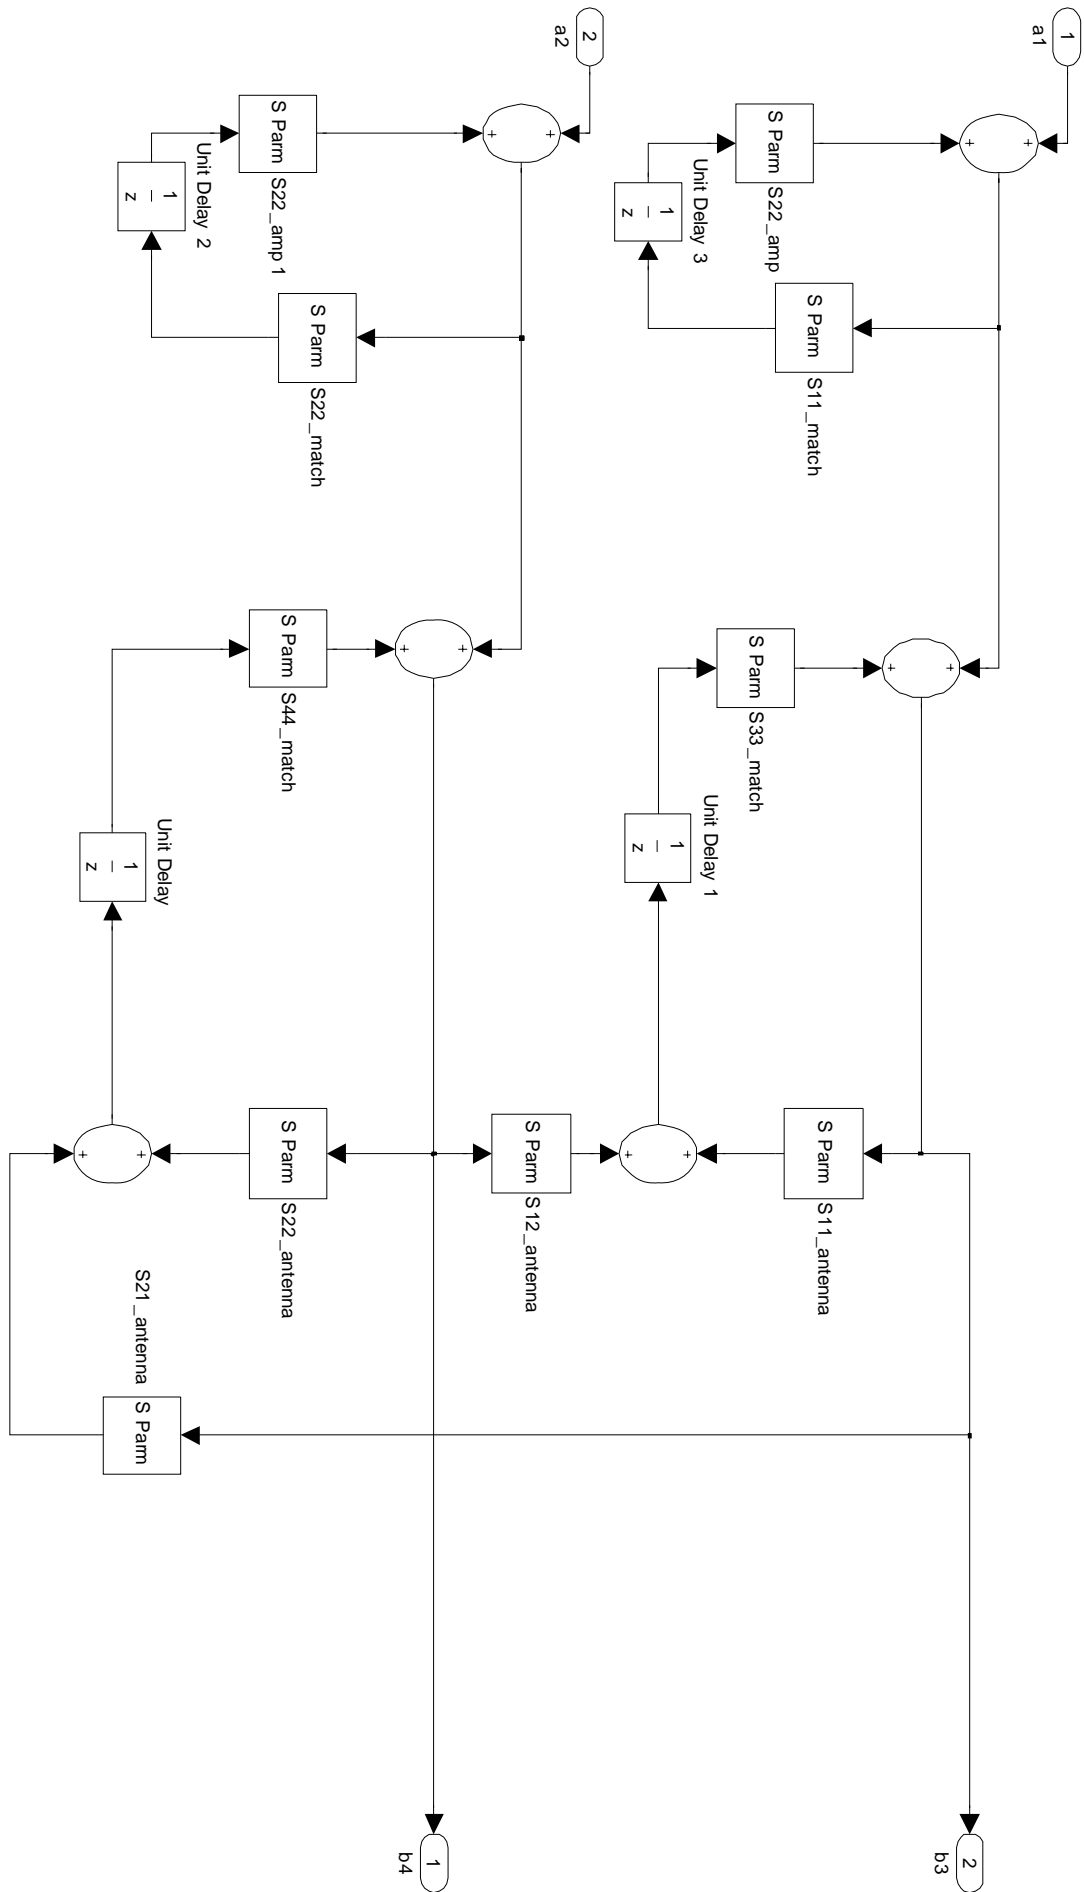 1
a1
S Parm
S22_amp
1
z
Unit Delay 3
S Parm
S11_match
S Parm
S33_match
1
z
Unit Delay 1
S Parm
S11_antenna
2
b3
2
a2
S Parm
S22_amp 1
1
z
Unit Delay 2
S Parm
S22_match
S Parm
S44_match
1
z
Unit Delay
S Parm
S12_antenna
S Parm
S22_antenna
S Parm
S21_antenna
1
b4
+
+
+
+
+
+
+
+
+
+
+
+